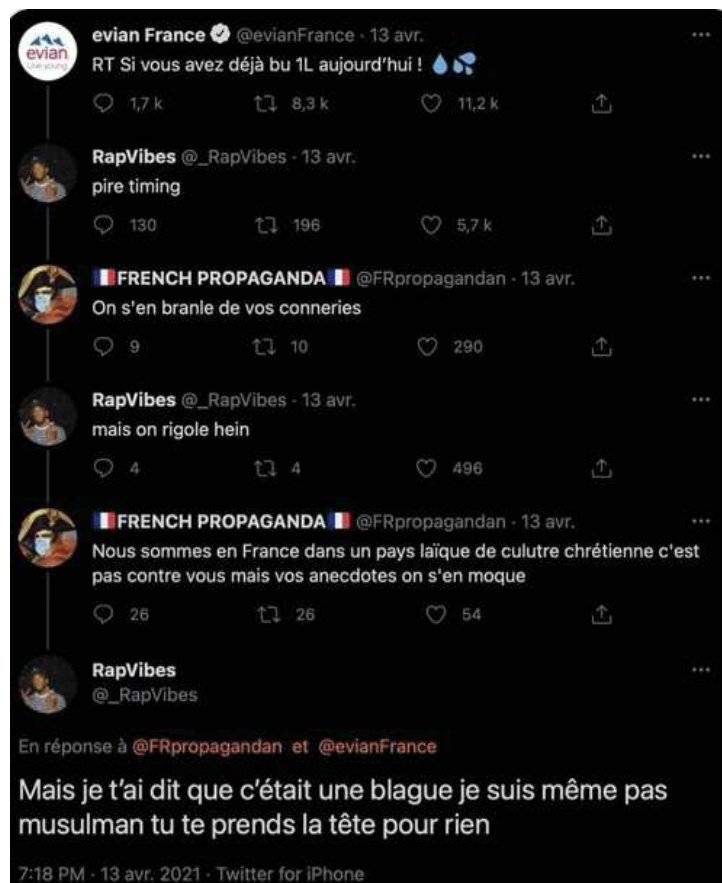 evian France @evianFrance · 13 avr.
evian
Live young
RT Si vous avez déjà bu 1L aujourd'hui ! 💧💦
1,7 k 8,3 k 11,2 k
RapVibes @_RapVibes · 13 avr.
pire timing
130 196 5,7 k
🇫🇷FRENCH PROPAGANDA🇫🇷 @FRpropagandan · 13 avr.
On s'en branle de vos conneries
9 10 290
RapVibes @_RapVibes · 13 avr.
mais on rigole hein
4 4 496
🇫🇷FRENCH PROPAGANDA🇫🇷 @FRpropagandan · 13 avr.
Nous sommes en France dans un pays laïque de culutre chrétienne c'est
pas contre vous mais vos anecdotes on s'en moque
26 26 54
RapVibes
@_RapVibes
En réponse à @FRpropagandan et @evianFrance
Mais je t'ai dit que c'était une blague je suis même pas
musulman tu te prends la tête pour rien
7:18 PM · 13 avr. 2021 · Twitter for iPhone